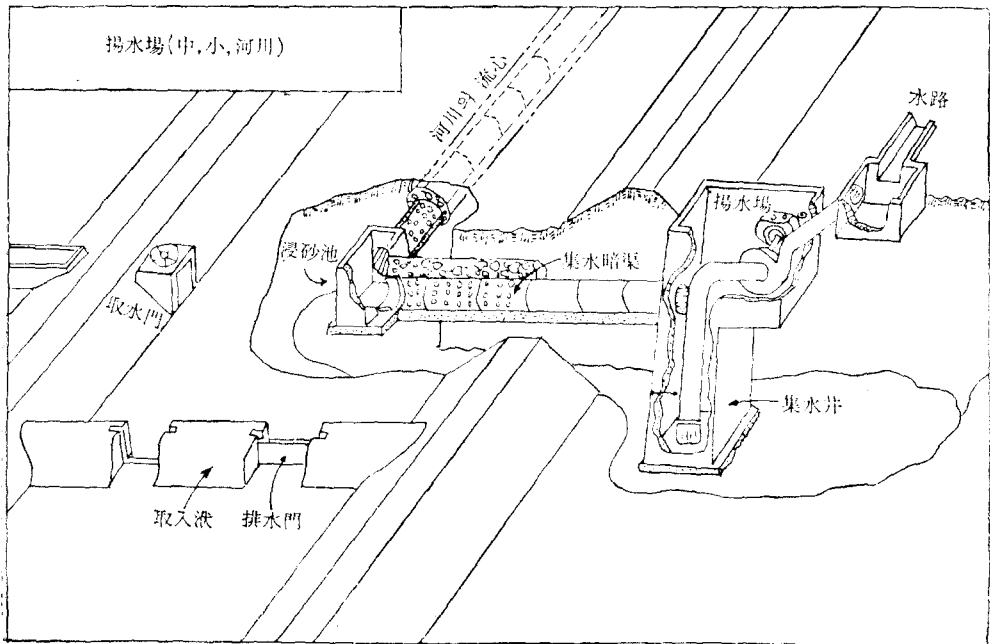 揚水場(中,小,河川)
河川의 流心
水路
揚水場
浸砂池
集水暗渠
取水門
集水井
取入洑
排水門